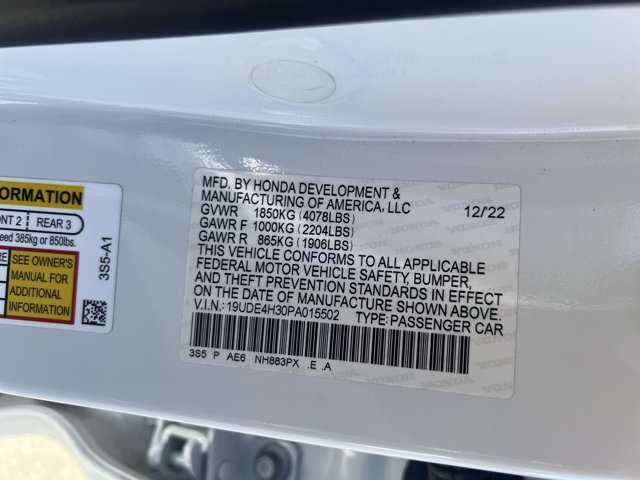 MFD. BY HONDA DEVELOPMENT &
MANUFACTURING OF AMERICA, LLC 12/22
GVWR 1850KG (4078LBS)
GAWR F 1000KG (2204LBS)
GAWR R 865KG (1906LBS)
THIS VEHICLE CONFORMS TO ALL APPLICABLE
FEDERAL MOTOR VEHICLE SAFETY, BUMPER,
AND THEFT PREVENTION STANDARDS IN EFFECT
ON THE DATE OF MANUFACTURE SHOWN ABOVE.
V.I.N.: 19UDE4H30PA015502 TYPE: PASSENGER CAR
3S5 P AE6 NH883PX .E .A
FORMATION
ONT 2 REAR 3
eed 385kg or 850lbs.
SEE OWNER'S
MANUAL FOR
ADDITIONAL
INFORMATION
3S5-A1